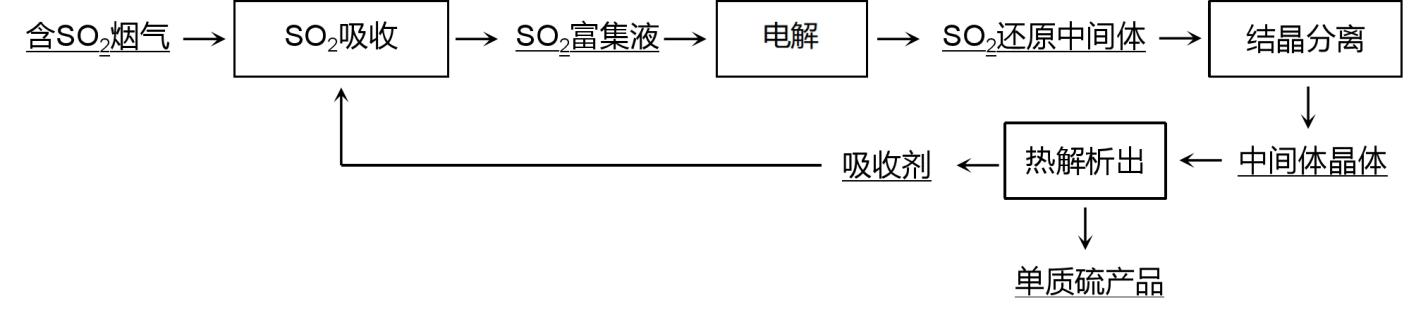 含SO₂烟气
SO₂吸收
SO₂富集液
电解
SO₂还原中间体
结晶分离
中间体晶体
热解析出
吸收剂
单质硫产品